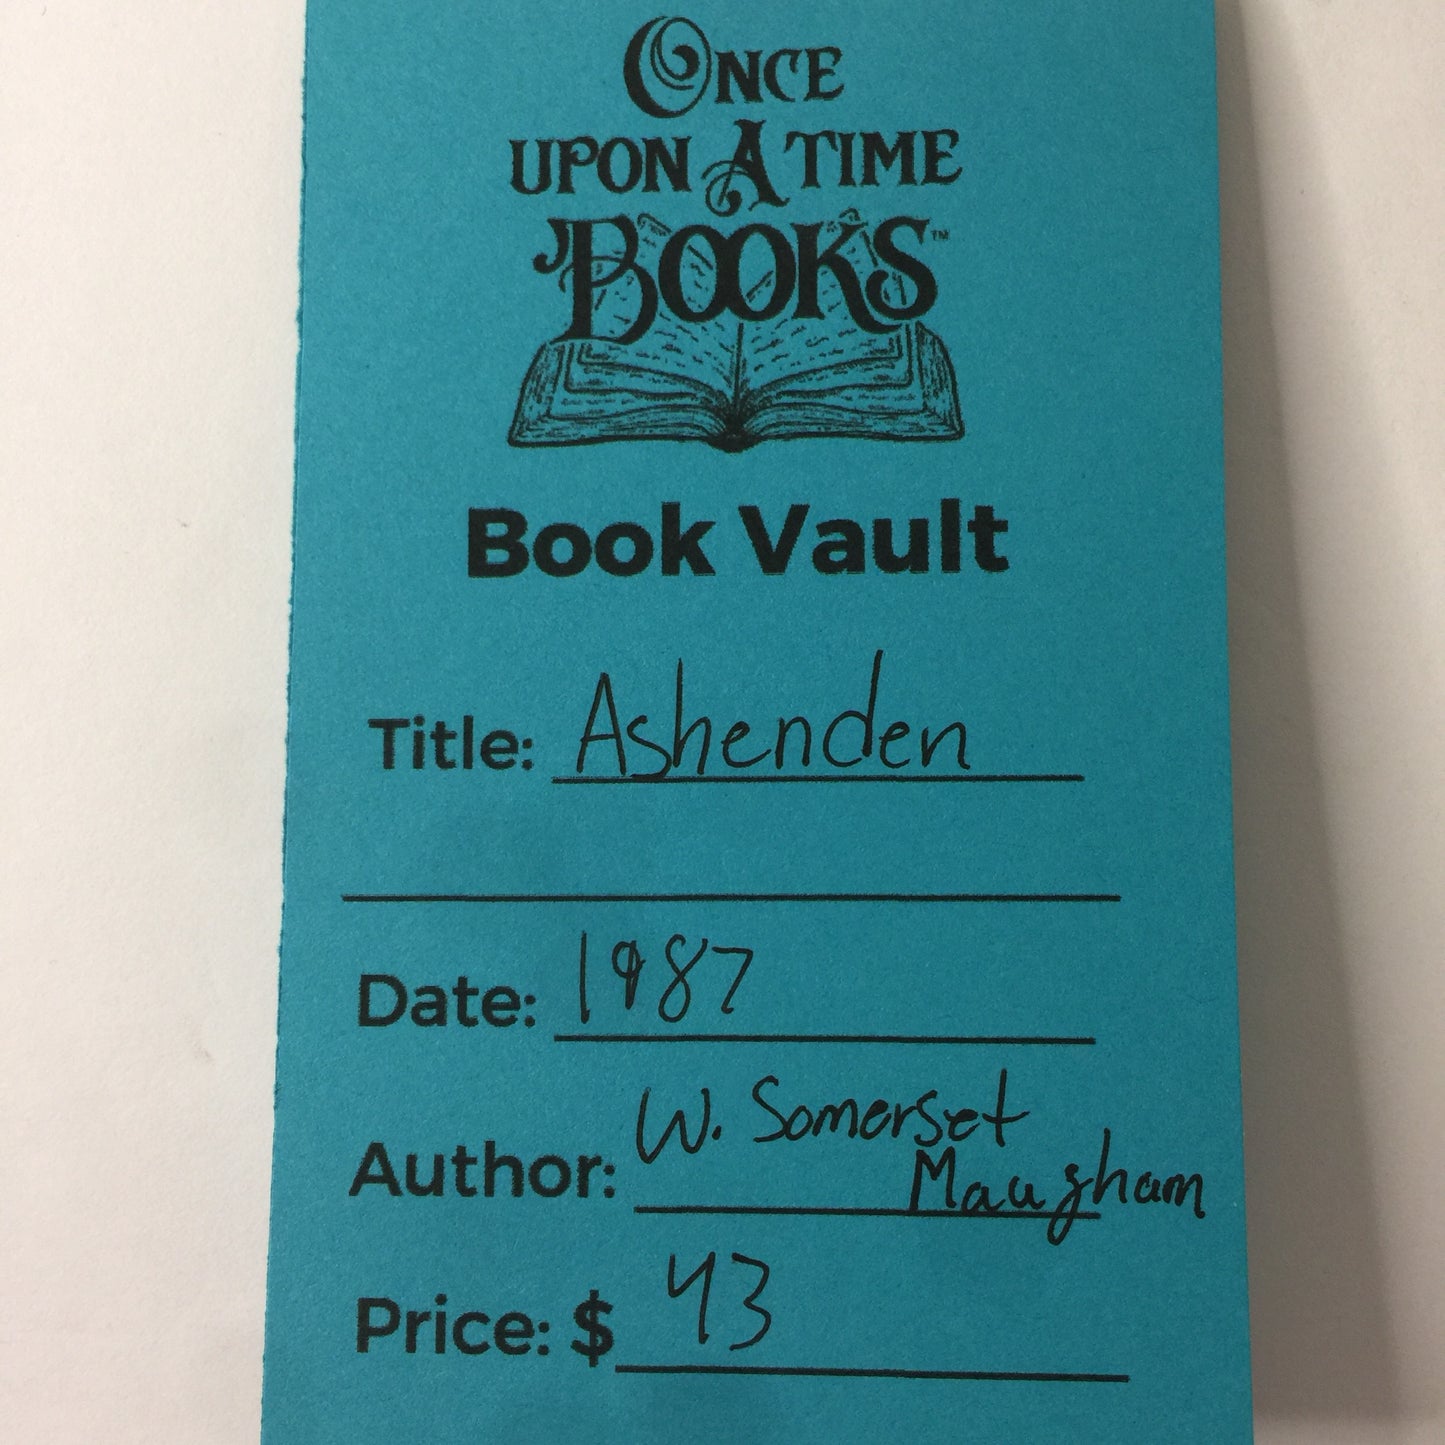 ONCE
UPON A TIME
BOOKS™
Book Vault
Title: Ashenden
Date: 1987
Author: W. Somerset
Maugham
Price: $ 43